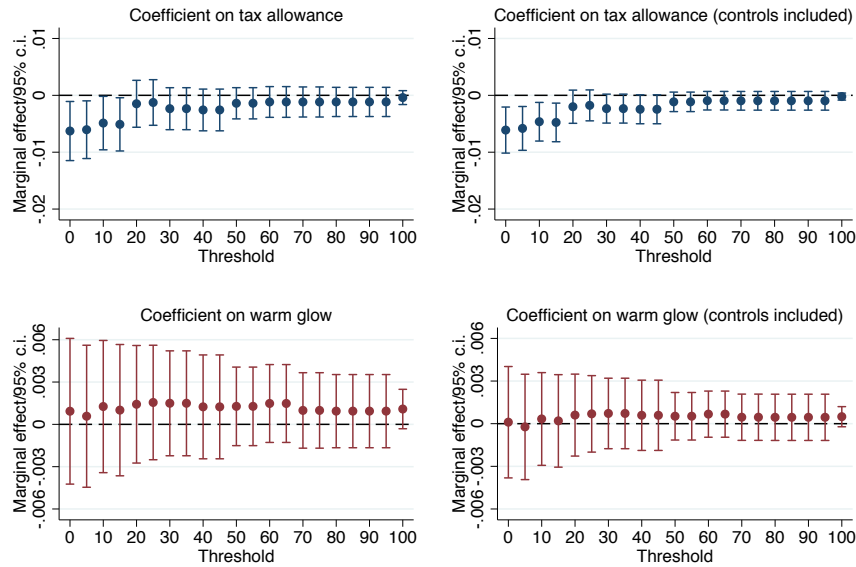 Coefficient on tax allowance
Marginal effect/95% c.i.
.01
0
-.01
-.02
0 10 20 30 40 50 60 70 80 90 100
Threshold
Coefficient on tax allowance (controls included)
Marginal effect/95% c.i.
.01
0
-.01
-.02
0 10 20 30 40 50 60 70 80 90 100
Threshold
Coefficient on warm glow
Marginal effect/95% c.i.
.006
.003
0
-.003
-.006
0 10 20 30 40 50 60 70 80 90 100
Threshold
Coefficient on warm glow (controls included)
Marginal effect/95% c.i.
.006
.003
0
-.003
-.006
0 10 20 30 40 50 60 70 80 90 100
Threshold